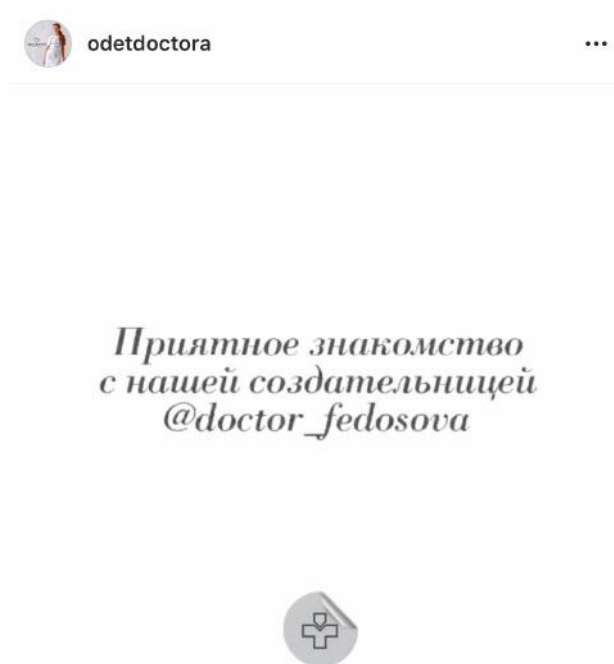 odetdoctora
Приятное знакомство
с нашей создательницей
@doctor_fedosova